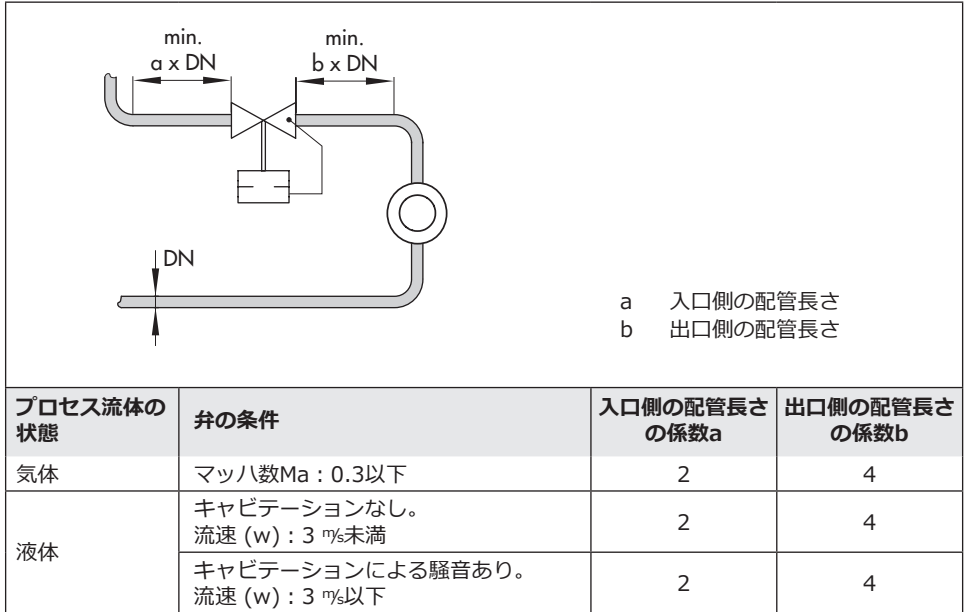 min.
a x DN
min.
b x DN
DN
a 入口側の配管長さ
b 出口側の配管長さ
プロセス流体の
状態
弁の条件
入口側の配管長さ
の係数a
出口側の配管長さ
の係数b
気体
マッハ数Ma：0.3以下
2
4
液体
キャビテーションなし。
流速 (w)：3 m/s未満
2
4
キャビテーションによる騒音あり。
流速 (w)：3 m/s以下
2
4